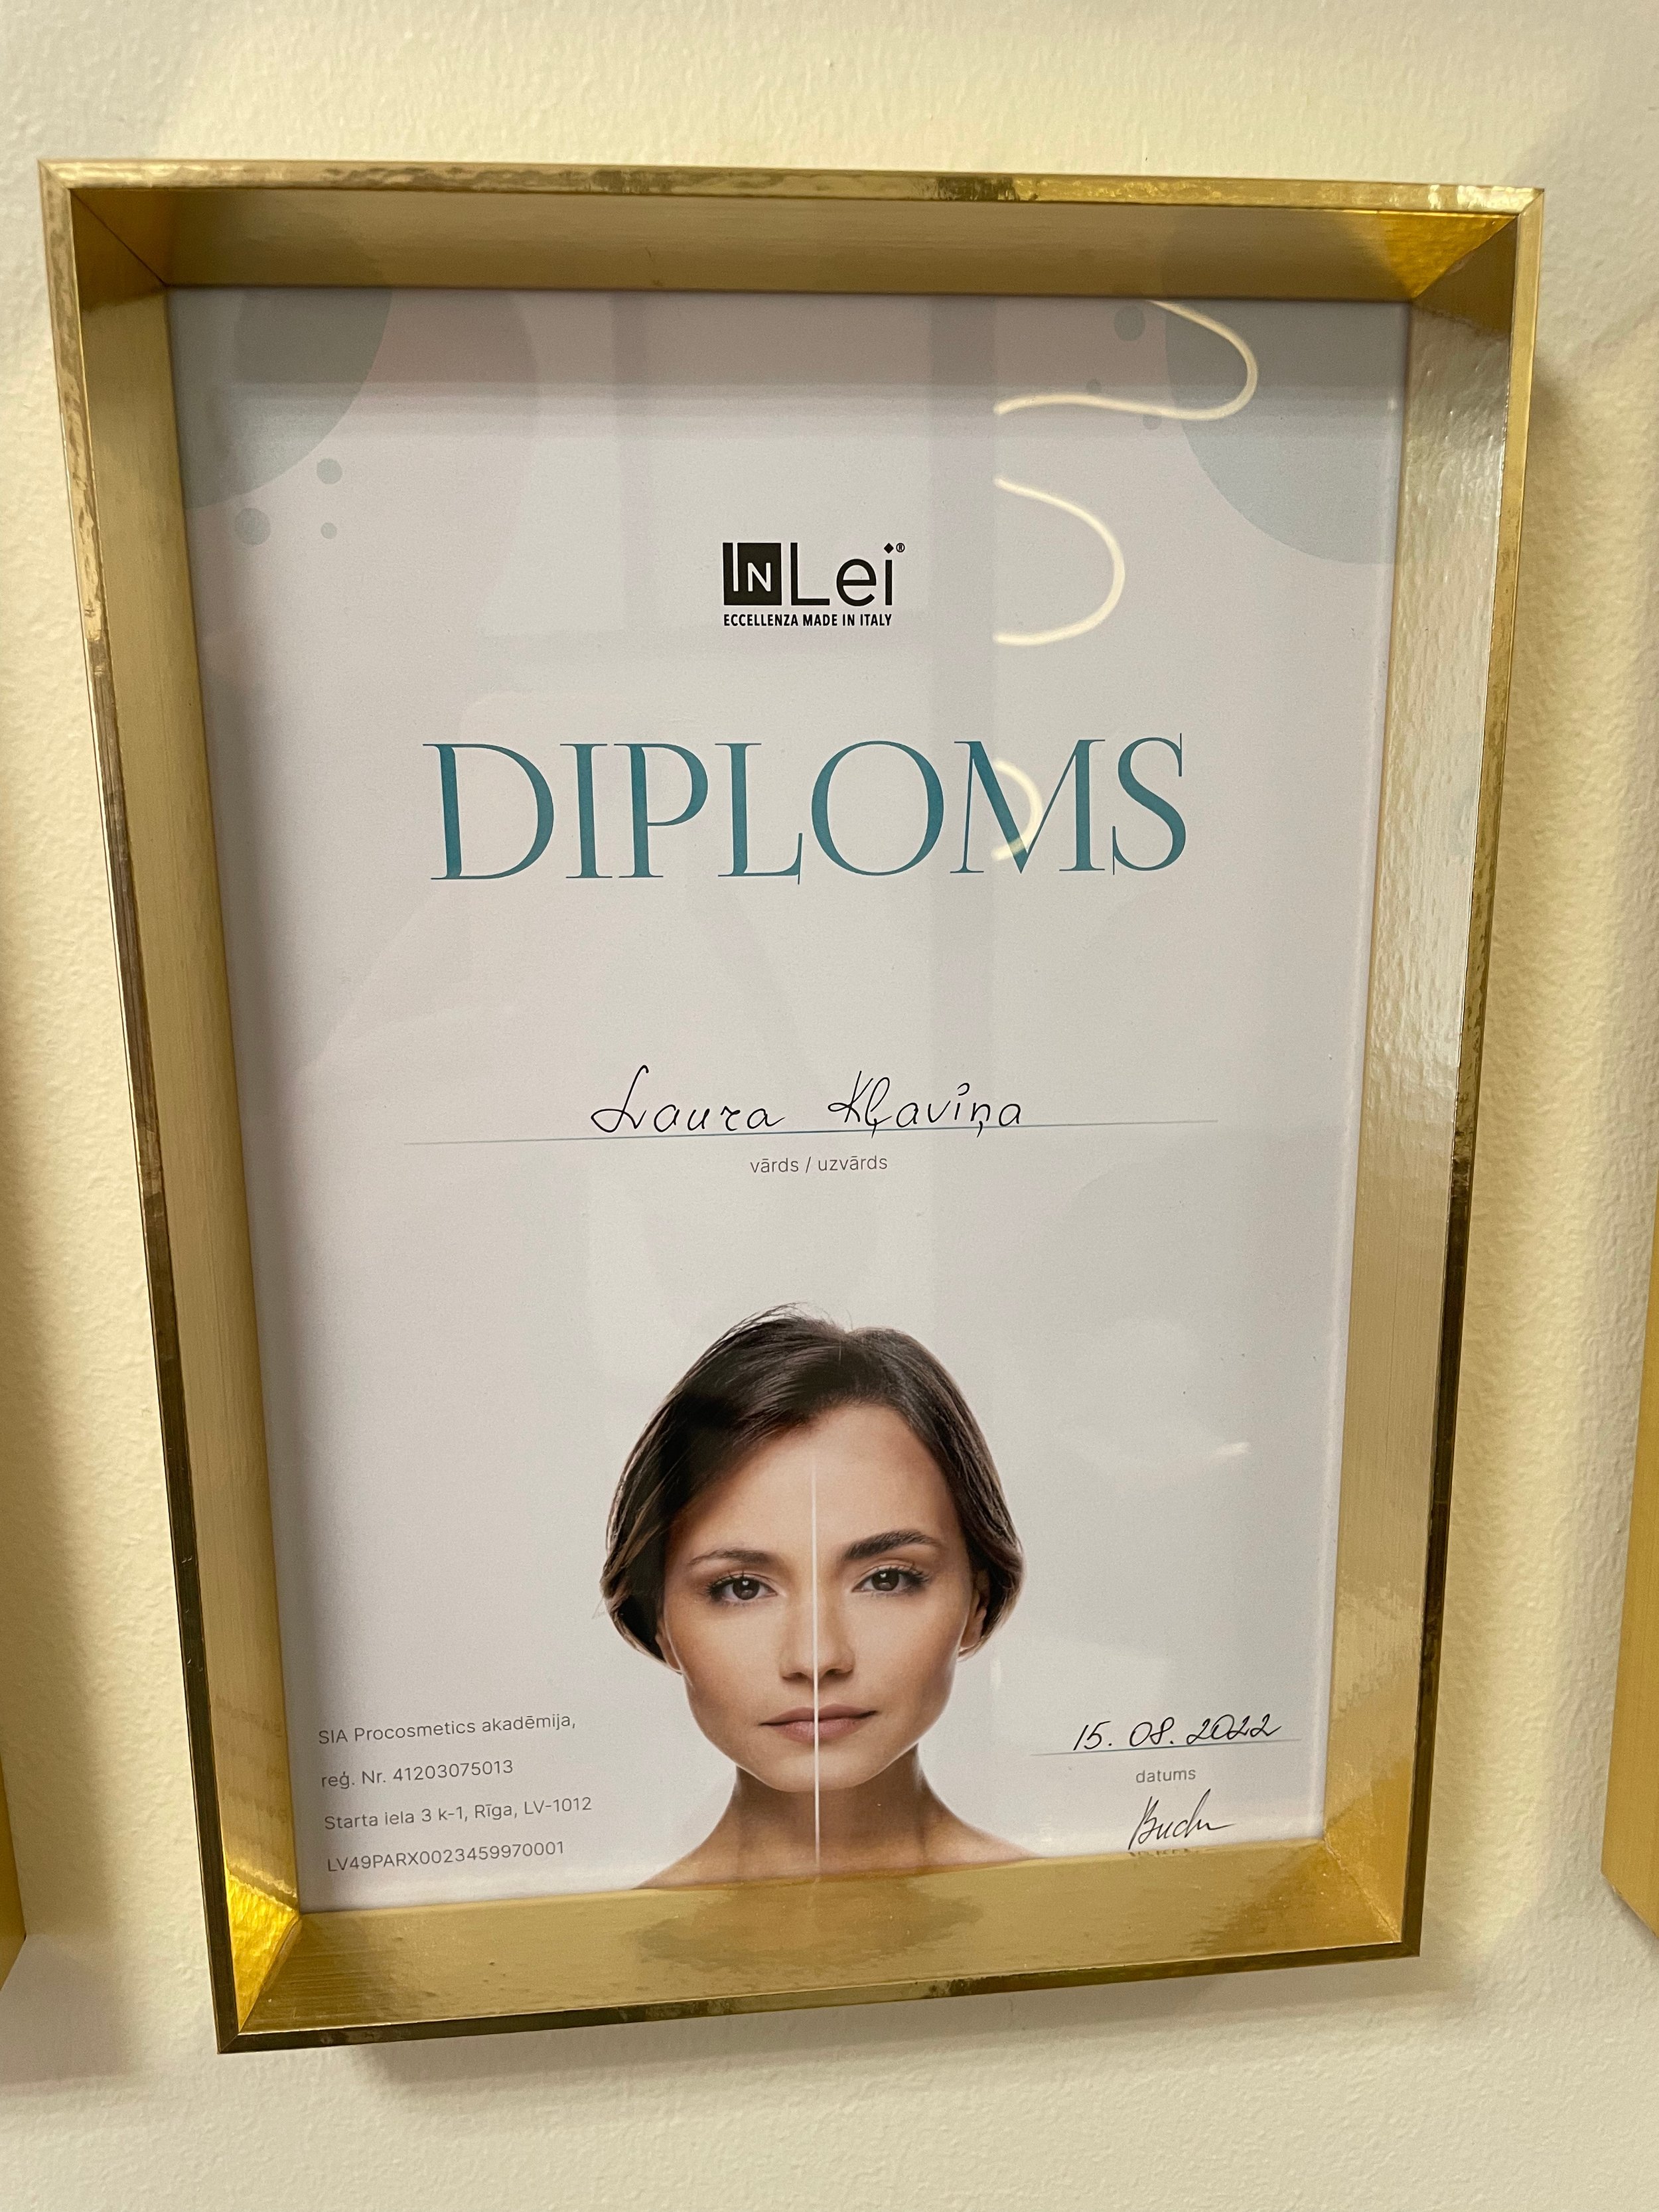 INLei®
ECCELLENZA MADE IN ITALY
DIPLOMS
Laura Kļaviņa
vārds / uzvārds
SIA Procosmetics akadēmija,
reģ. Nr. 41203075013
Starta iela 3 k-1, Rīga, LV-1012
LV49PARX0023459970001
15. 08. 2022
datums